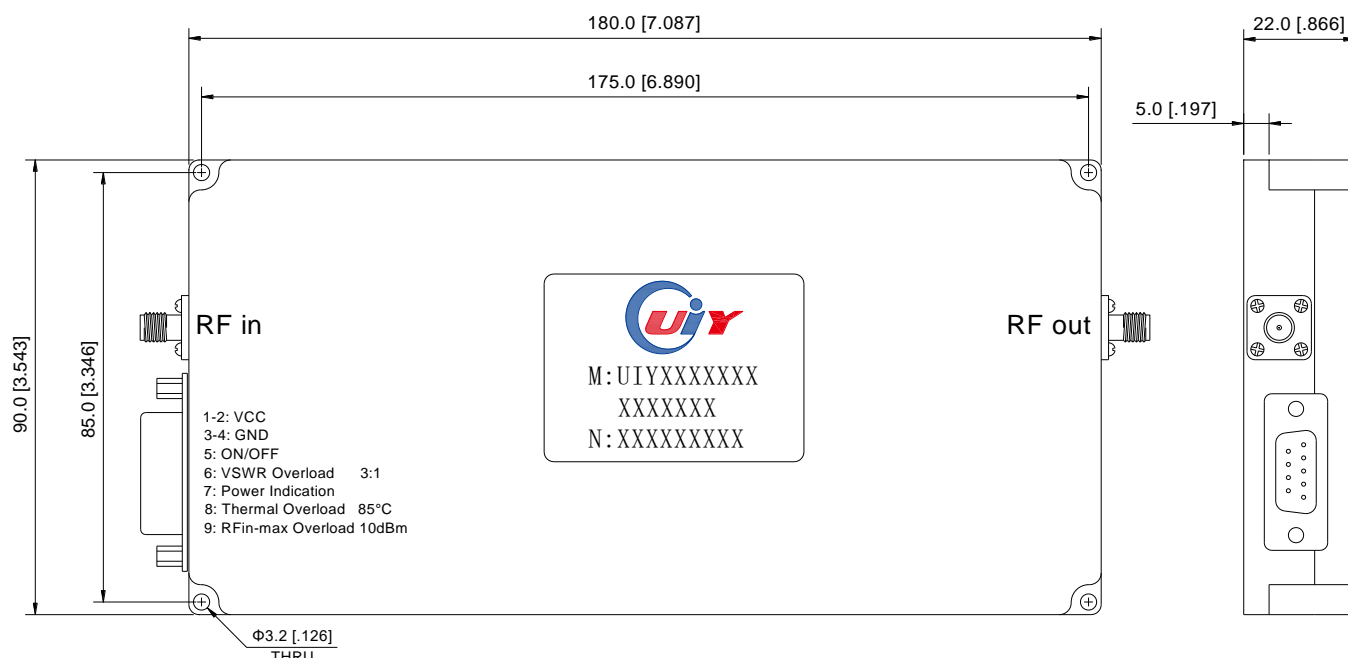 180.0 [7.087]
22.0 [.866]
175.0 [6.890]
5.0 [.197]
90.0 [3.543]
85.0 [3.346]
RF in
RF out
UiY
M:UIYXXXXXXX
XXXXXXX
N:XXXXXXXXX
1-2: VCC
3-4: GND
5: ON/OFF
6: VSWR Overload 3:1
7: Power Indication
8: Thermal Overload 85°C
9: RFin-max Overload 10dBm
Φ3.2 [.126]
THRU